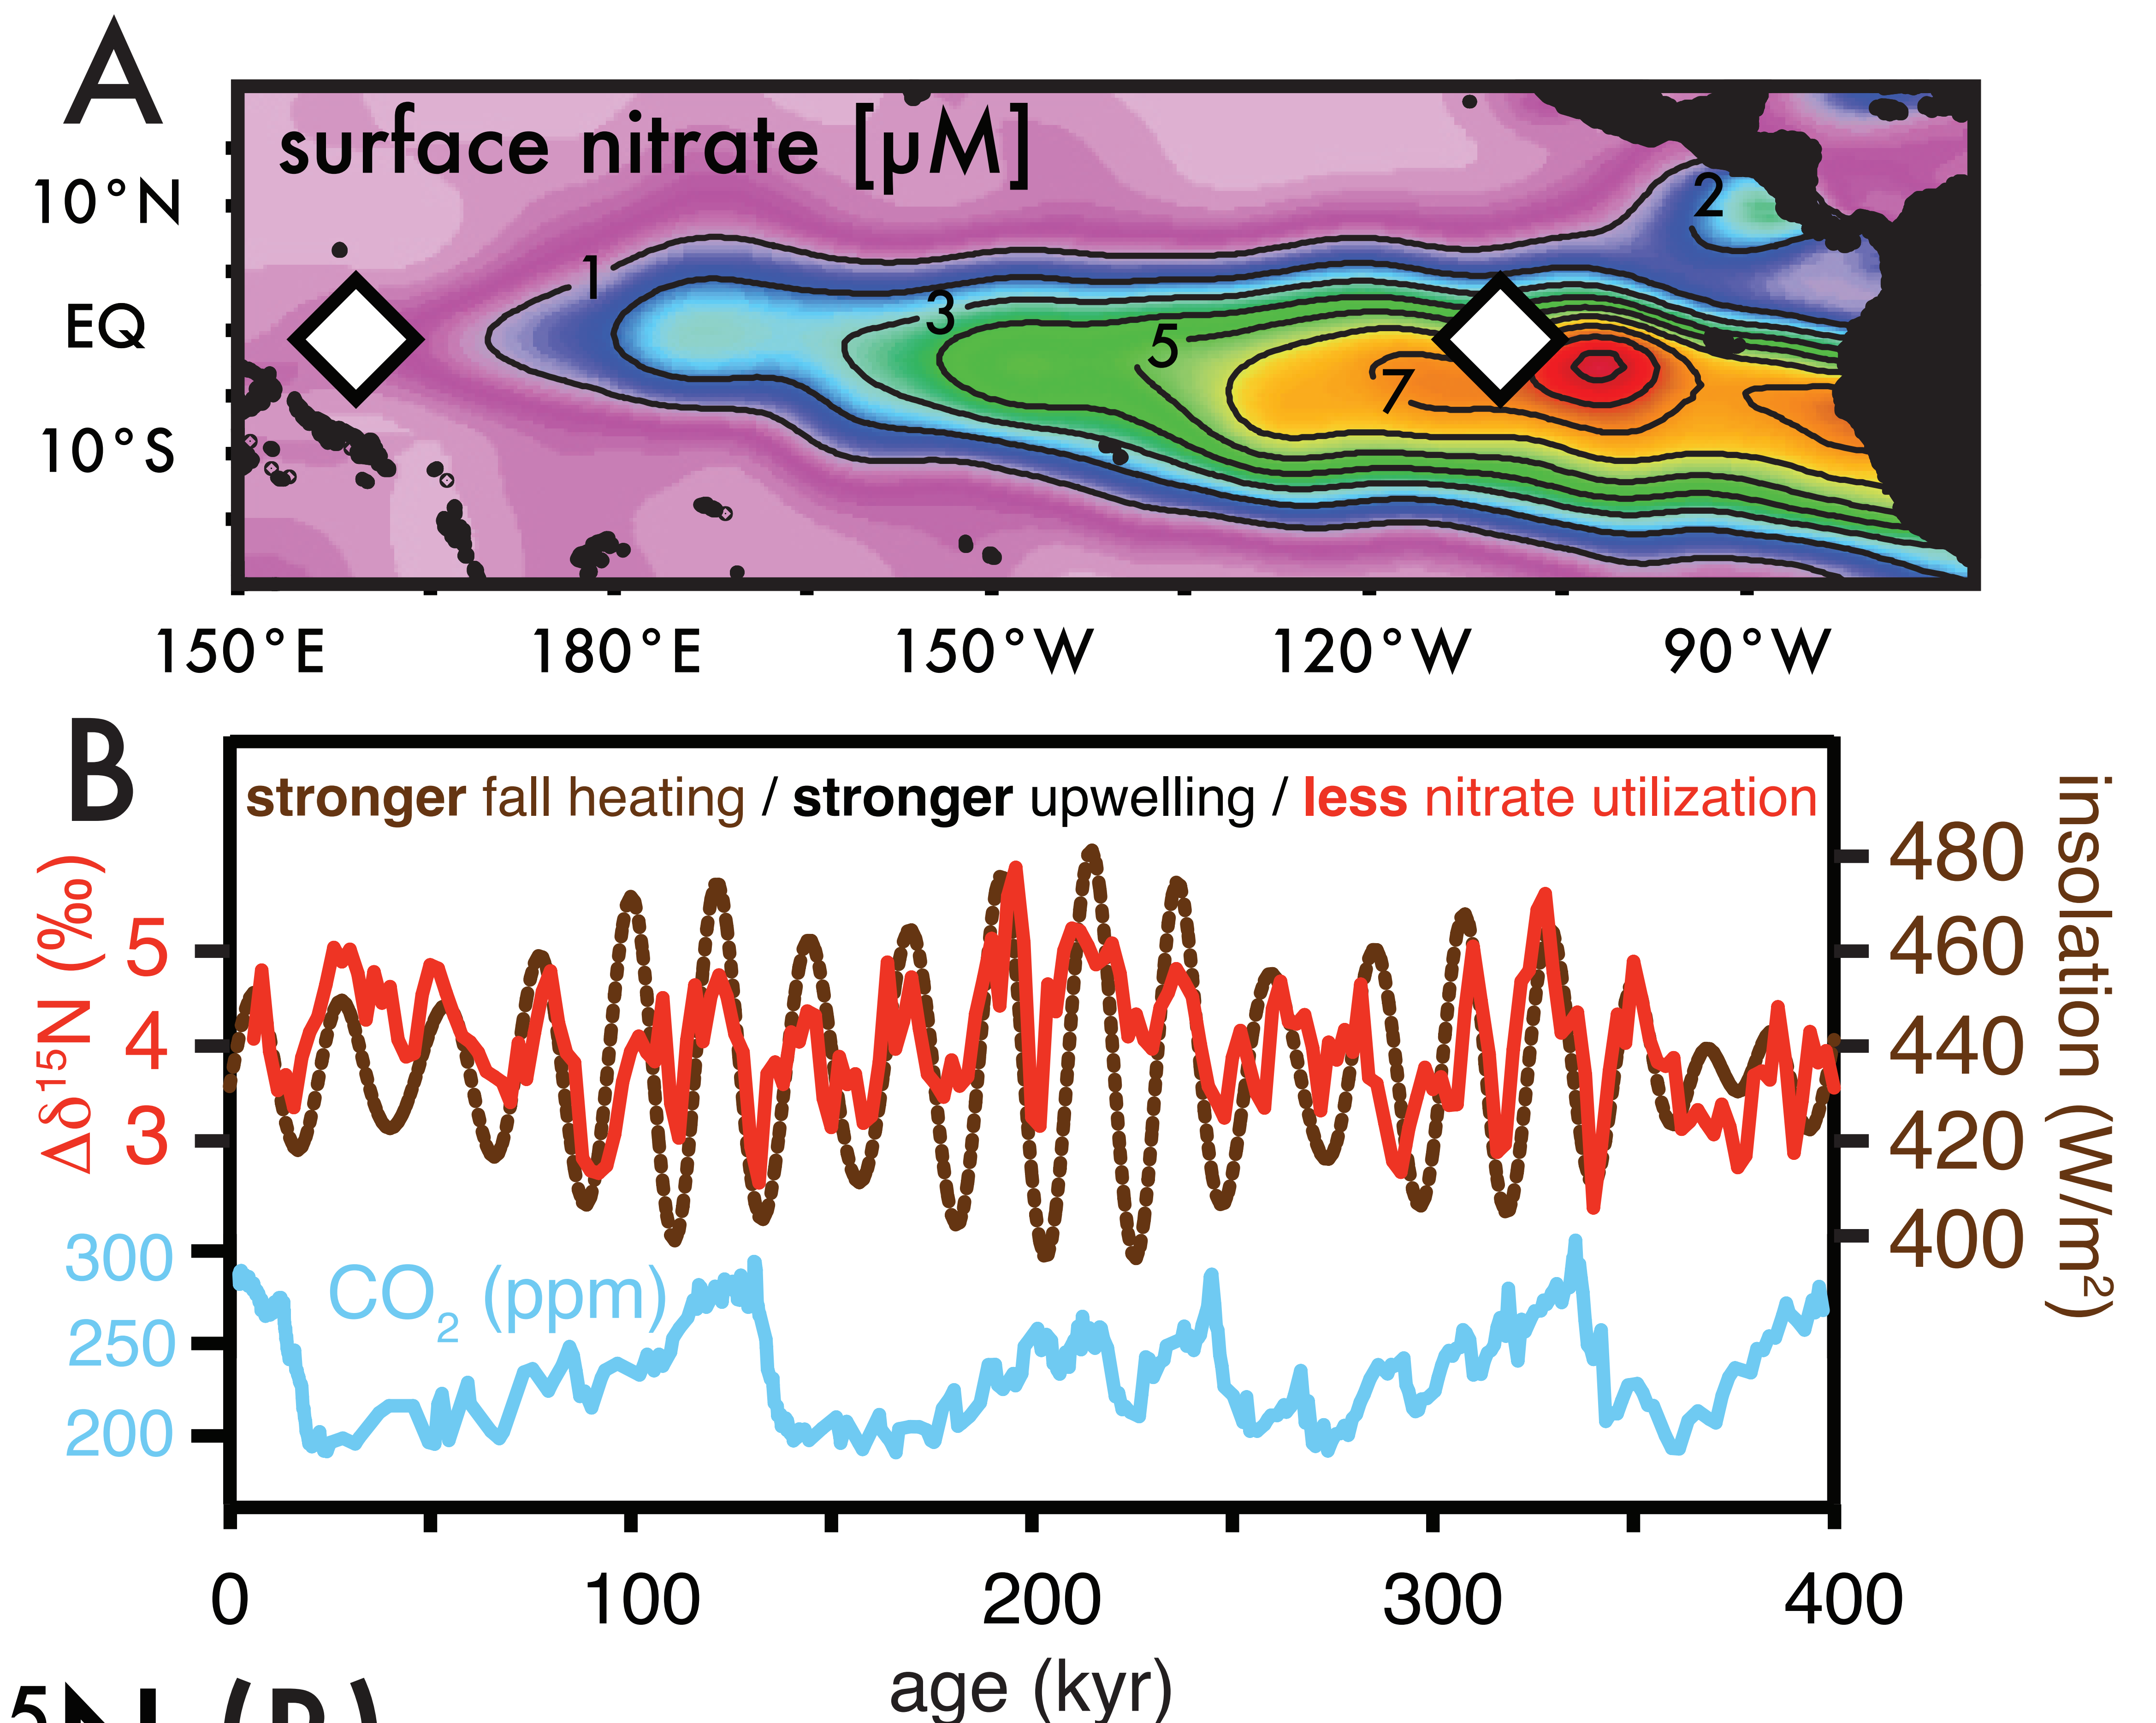 A
surface nitrate [µM]
10°N
EQ
10°S
1
2
3
5
7
150°E 180°E 150°W 120°W 90°W
B
stronger fall heating / stronger upwelling / less nitrate utilization
Δδ15N (‰)
5
4
3
300
250
200
CO2 (ppm)
480
460
440
420
400
insolation (W/m2)
0 100 200 300 400
age (kyr)